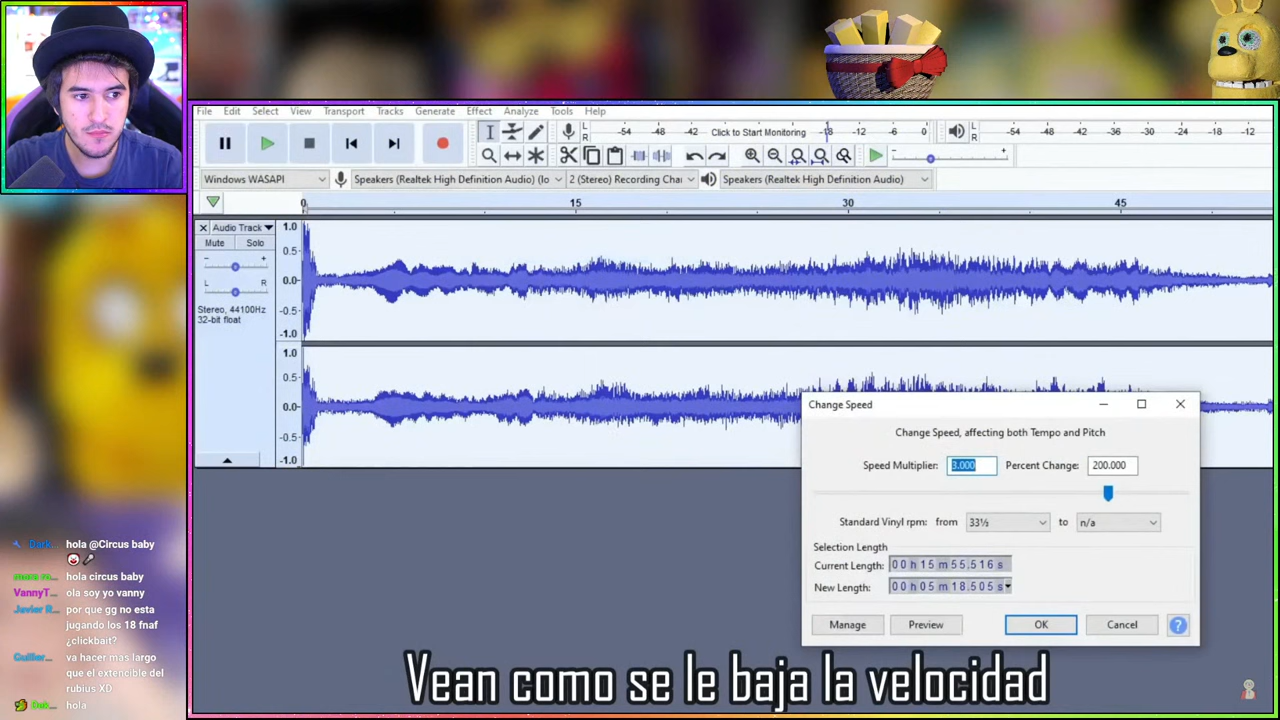 File Edit Select View Transport Tracks Generate Effect Analyze Tools Help
L R -54 -48 -42 Click to Start Monitoring -18 -12 -6 0 L R -54 -48 -42 -36 -30 -24 -18 -12
Windows WASAPI Speakers (Realtek High Definition Audio) (lo 2 (Stereo) Recording Chan Speakers (Realtek High Definition Audio)
0 15 30 45
Audio Track 1.0
Mute Solo 0.5
- + 0.0
L R -0.5
Stereo, 44100Hz -1.0
32-bit float
1.0
0.5
0.0
-0.5
-1.0
Change Speed
Change Speed, affecting both Tempo and Pitch
Speed Multiplier: 3.000 Percent Change: 200.000
Standard Vinyl rpm: from 33⅓ to n/a
Selection Length
Current Length: 00 h 15 m 55.516 s
New Length: 00 h 05 m 18.505 s
Manage Preview OK Cancel ?
hola @Circus baby
hola circus baby
VannyT... ola soy yo vanny
Javier R... por que gg no esta
jugando los 18 fnaf
¿clickbait?
va hacer mas largo
que el extencible del
rubius XD
hola
Vean como se le baja la velocidad